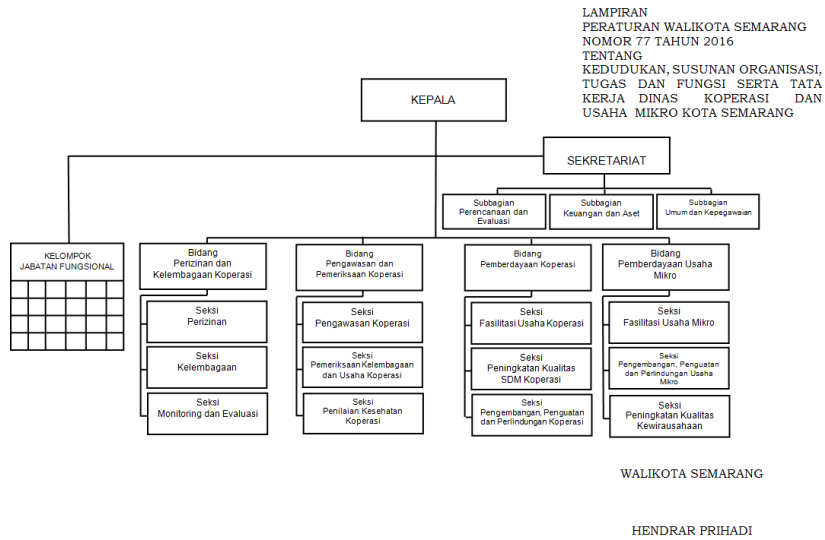 LAMPIRAN
PERATURAN WALIKOTA SEMARANG
NOMOR 77 TAHUN 2016
TENTANG
KEDUDUKAN, SUSUNAN ORGANISASI,
TUGAS DAN FUNGSI SERTA TATA
KERJA DINAS KOPERASI DAN
USAHA MIKRO KOTA SEMARANG
KEPALA
SEKRETARIAT
Subbagian
Perencanaan dan
Evaluasi
Subbagian
Keuangan dan Aset
Subbagian
Umum dan Kepegawaian
KELOMPOK
JABATAN FUNGSIONAL
Bidang
Perizinan dan
Kelembagaan Koperasi
Seksi
Perizinan
Seksi
Kelembagaan
Seksi
Monitoring dan Evaluasi
Bidang
Pengawasan dan
Pemeriksaan Koperasi
Seksi
Pengawasan Koperasi
Seksi
Pemeriksaan Kelembagaan
dan Usaha Koperasi
Seksi
Penilaian Kesehatan
Koperasi
Bidang
Pemberdayaan Koperasi
Seksi
Fasilitasi Usaha Koperasi
Seksi
Peningkatan Kualitas
SDM Koperasi
Seksi
Pengembangan, Penguatan
dan Perlindungan Koperasi
Bidang
Pemberdayaan Usaha
Mikro
Seksi
Fasilitasi Usaha Mikro
Seksi
Pengembangan, Penguatan
dan Perlindungan Usaha
Mikro
Seksi
Peningkatan Kualitas
Kewirausahaan
WALIKOTA SEMARANG
HENDRAR PRIHADI